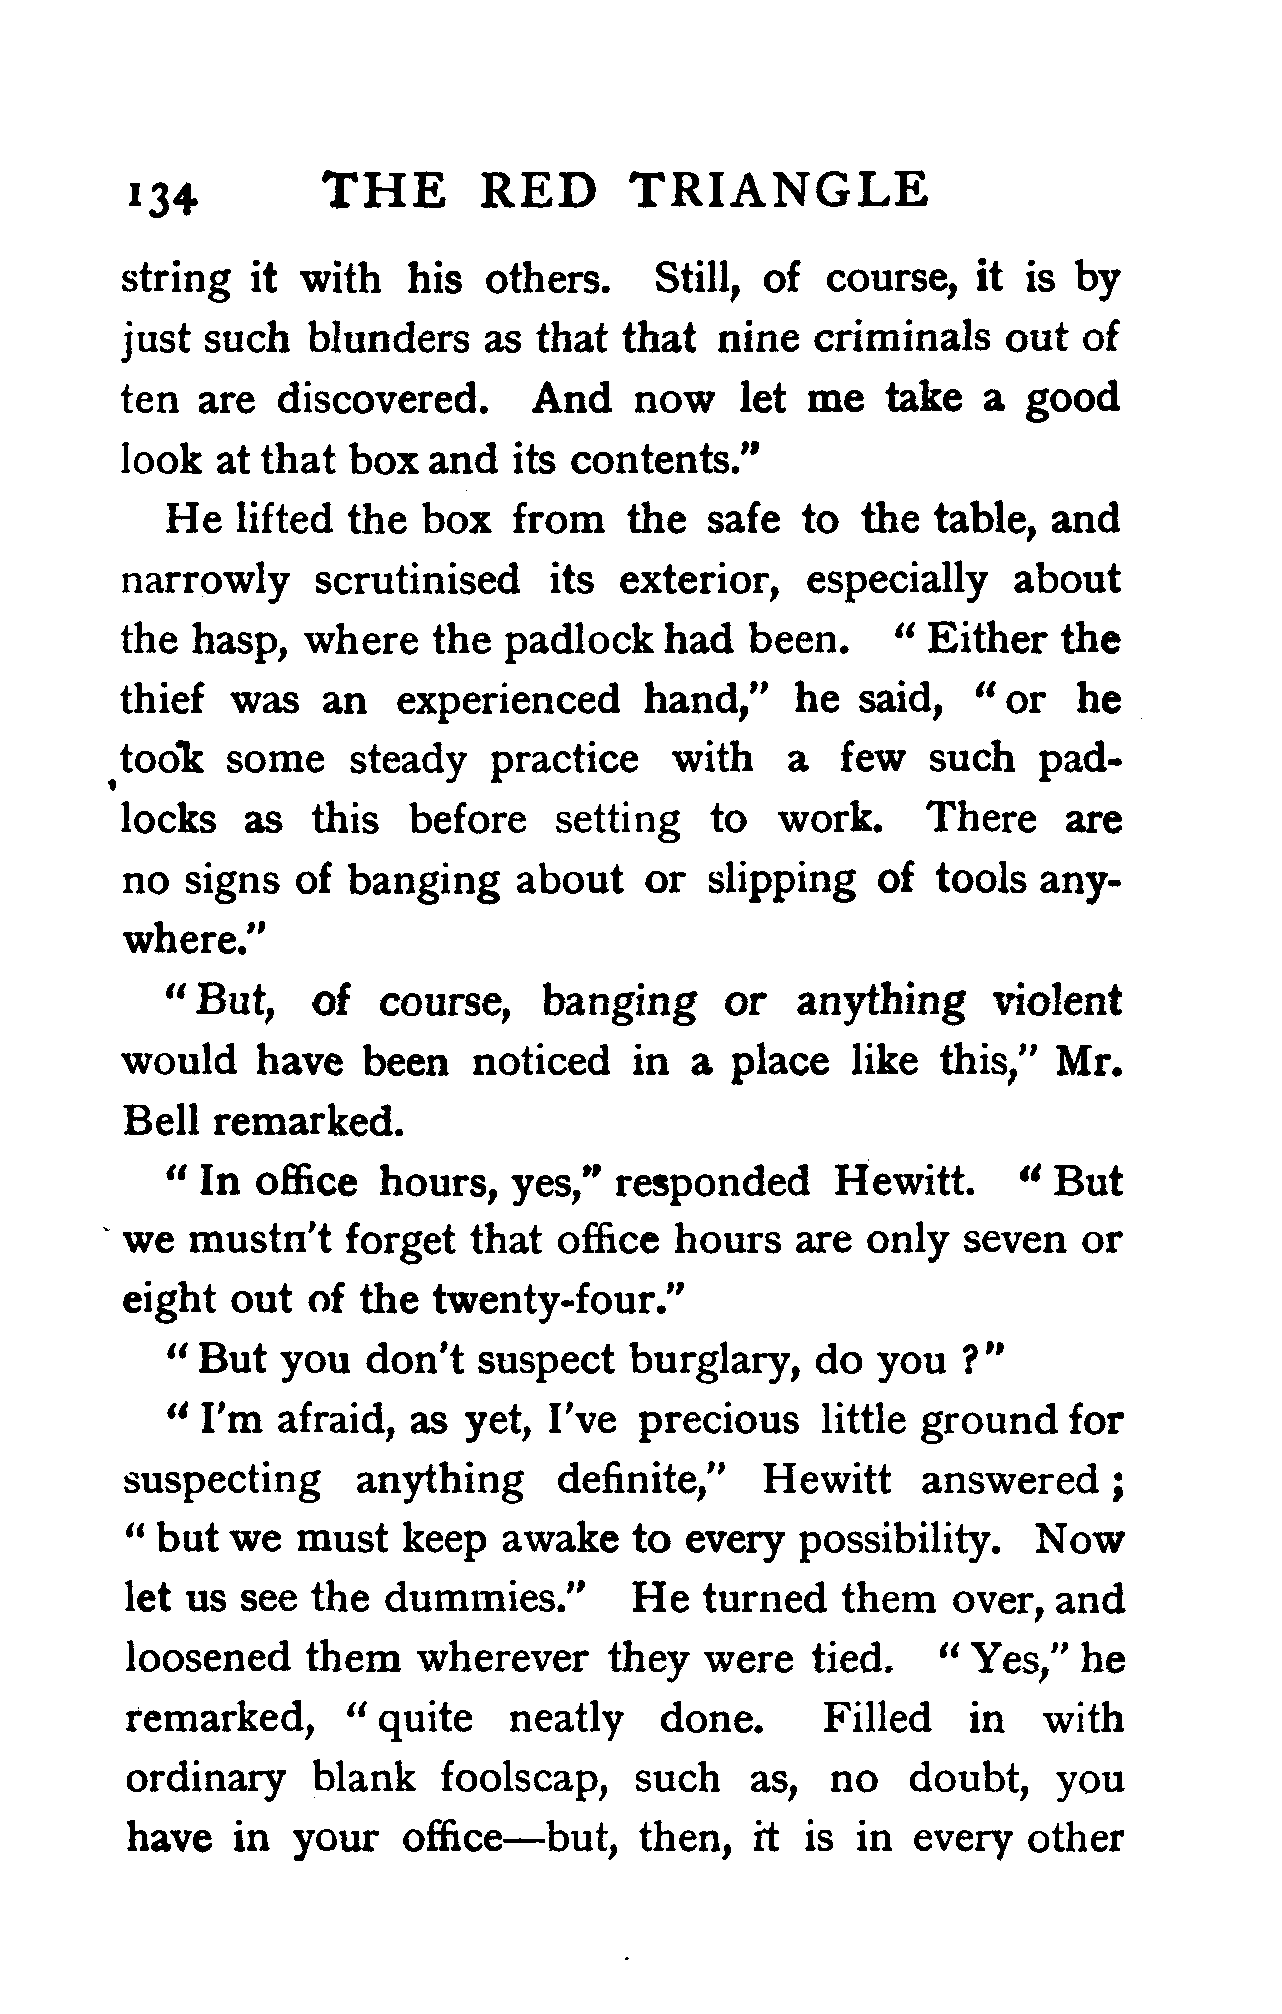 134 THE RED TRIANGLE
string it with his others. Still, of course, it is by
just such blunders as that that nine criminals out of
ten are discovered. And now let me take a good
look at that box and its contents."
He lifted the box from the safe to the table, and
narrowly scrutinised its exterior, especially about
the hasp, where the padlock had been. "Either the
thief was an experienced hand," he said, "or he
took some steady practice with a few such pad-
locks as this before setting to work. There are
no signs of banging about or slipping of tools any-
where."
"But, of course, banging or anything violent
would have been noticed in a place like this," Mr.
Bell remarked.
"In office hours, yes," responded Hewitt. "But
we mustn't forget that office hours are only seven or
eight out of the twenty-four."
"But you don't suspect burglary, do you?"
"I'm afraid, as yet, I've precious little ground for
suspecting anything definite," Hewitt answered;
"but we must keep awake to every possibility. Now
let us see the dummies." He turned them over, and
loosened them wherever they were tied. "Yes," he
remarked, "quite neatly done. Filled in with
ordinary blank foolscap, such as, no doubt, you
have in your office—but, then, it is in every other